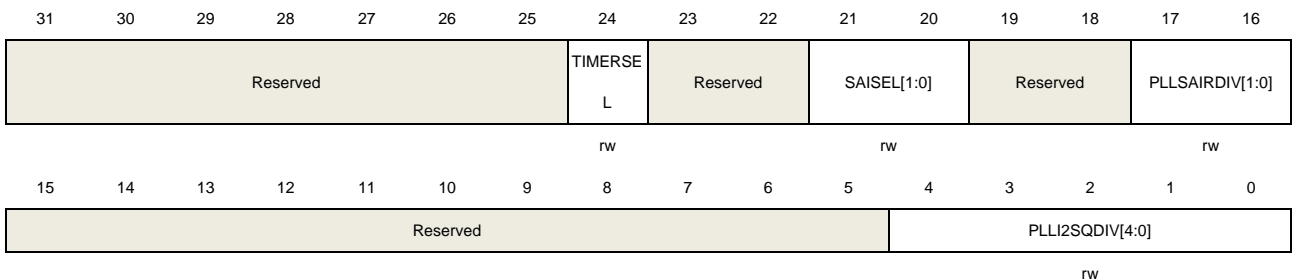 31 30 29 28 27 26 25 24 23 22 21 20 19 18 17 16
Reserved TIMERSE
L Reserved SAISEL[1:0] Reserved PLLSAIRDIV[1:0]
rw rw rw
15 14 13 12 11 10 9 8 7 6 5 4 3 2 1 0
Reserved PLLI2SQDIV[4:0]
rw